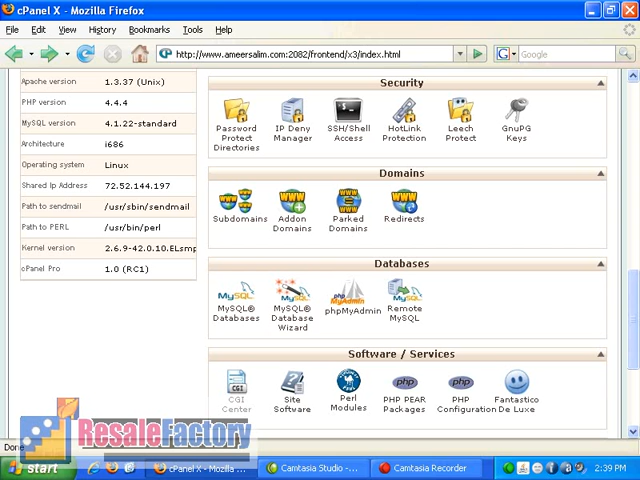 cPanel X - Mozilla Firefox
File Edit View History Bookmarks Tools Help
http://www.ameersalim.com:2082/frontend/x3/index.html
Google
Apache version 1.3.37 (Unix)
PHP version 4.4.4
MySQL version 4.1.22-standard
Architecture i686
Operating system Linux
Shared Ip Address 72.52.144.197
Path to sendmail /usr/sbin/sendmail
Path to PERL /usr/bin/perl
Kernel version 2.6.9-42.0.10.ELsmp
cPanel Pro 1.0 (RC1)
Security
Password Protect Directories
IP Deny Manager
SSH/Shell Access
HotLink Protection
Leech Protect
GnuPG Keys
Domains
Subdomains
Addon Domains
Parked Domains
Redirects
Databases
MySQL® Databases
MySQL® Database Wizard
phpMyAdmin
Remote MySQL
Software / Services
CGI Center
Site Software
Perl Modules
PHP PEAR Packages
PHP Configuration
Fantastico De Luxe
Done
ResaleFactory
start
cPanel X - Mozilla ...
Camtasia Studio -...
Camtasia Recorder
2:39 PM